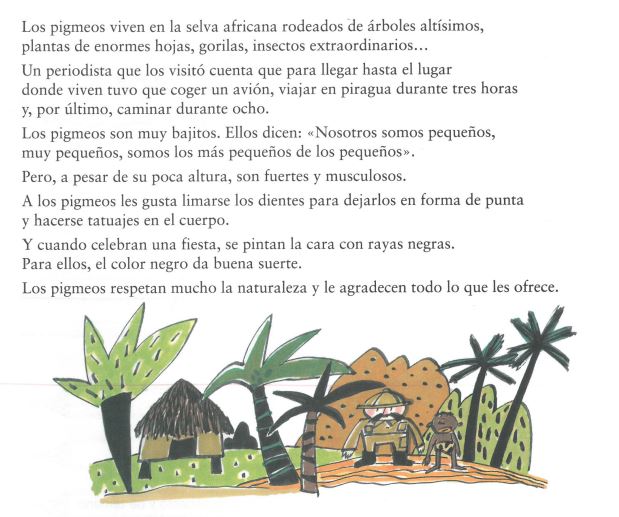 Los pigmeos viven en la selva africana rodeados de árboles altísimos,
plantas de enormes hojas, gorilas, insectos extraordinarios...
Un periodista que los visitó cuenta que para llegar hasta el lugar
donde viven tuvo que coger un avión, viajar en piragua durante tres horas
y, por último, caminar durante ocho.
Los pigmeos son muy bajitos. Ellos dicen: «Nosotros somos pequeños,
muy pequeños, somos los más pequeños de los pequeños».
Pero, a pesar de su poca altura, son fuertes y musculosos.
A los pigmeos les gusta limarse los dientes para dejarlos en forma de punta
y hacerse tatuajes en el cuerpo.
Y cuando celebran una fiesta, se pintan la cara con rayas negras.
Para ellos, el color negro da buena suerte.
Los pigmeos respetan mucho la naturaleza y le agradecen todo lo que les ofrece.